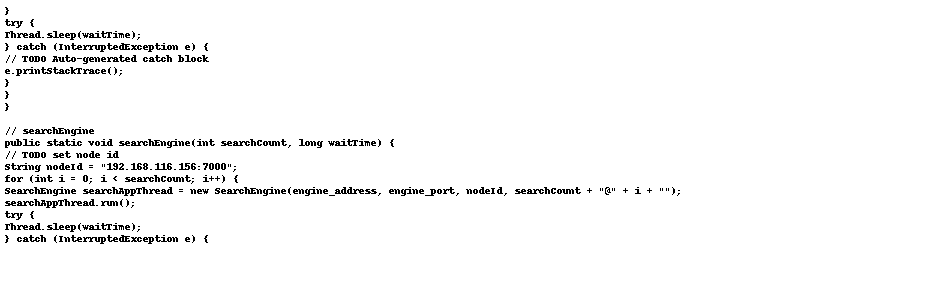 }
try {
Thread.sleep(waitTime);
} catch (InterruptedException e) {
// TODO Auto-generated catch block
e.printStackTrace();
}
}
}
// searchEngine
public static void searchEngine(int searchCount, long waitTime) {
// TODO set node id
String nodeId = "192.168.116.156:7000";
for (int i = 0; i < searchCount; i++) {
SearchEngine searchAppThread = new SearchEngine(engine_address, engine_port, nodeId, searchCount + "@" + i + "");
searchAppThread.run();
try {
Thread.sleep(waitTime);
} catch (InterruptedException e) {